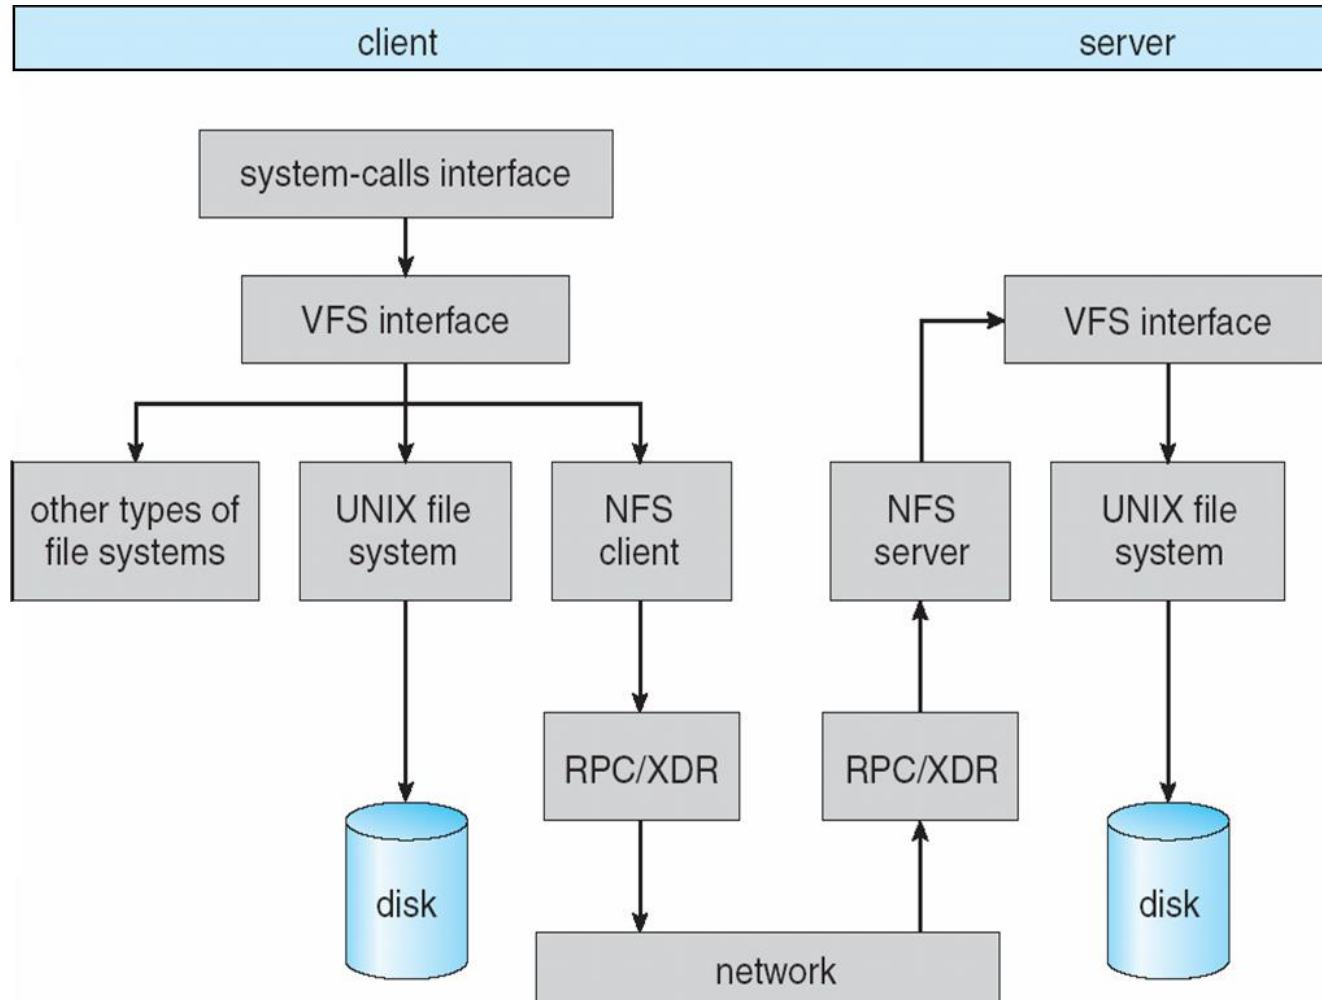 client
server
system-calls interface
VFS interface
VFS interface
other types of
file systems
UNIX file
system
NFS
client
NFS
server
UNIX file
system
RPC/XDR
RPC/XDR
disk
disk
network